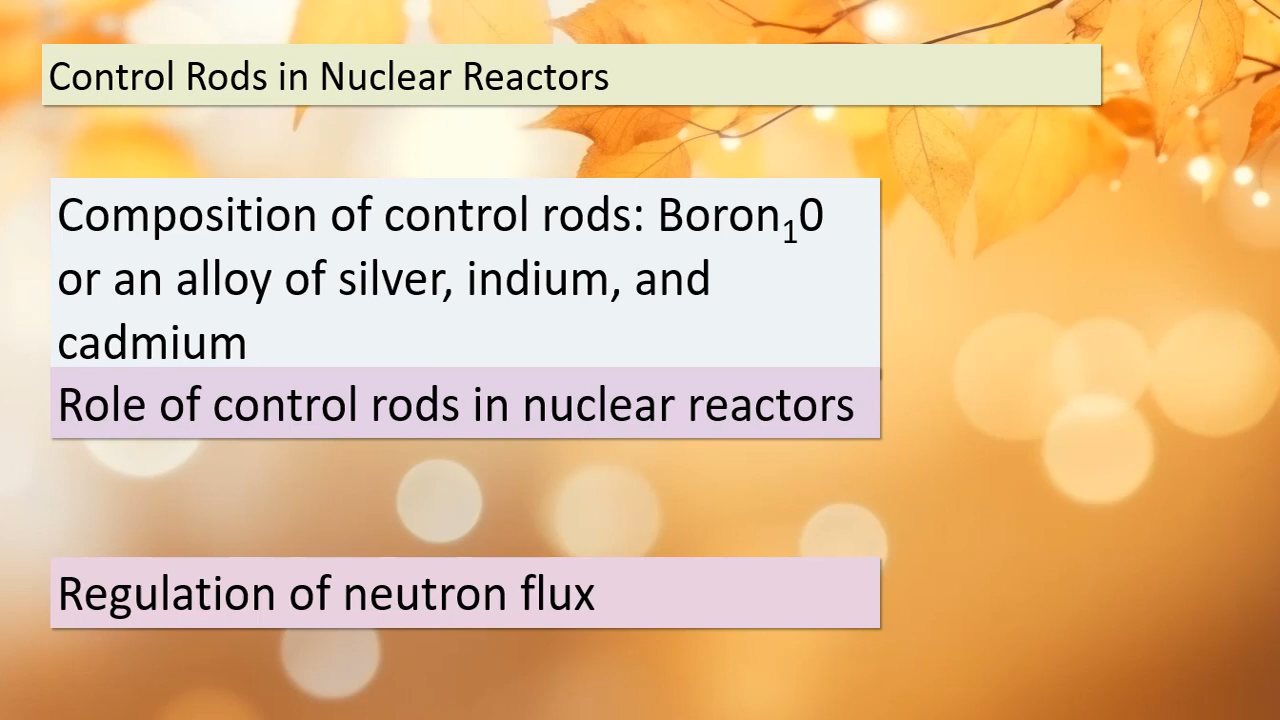 Control Rods in Nuclear Reactors
Composition of control rods: Boron₁0
or an alloy of silver, indium, and
cadmium
Role of control rods in nuclear reactors
Regulation of neutron flux